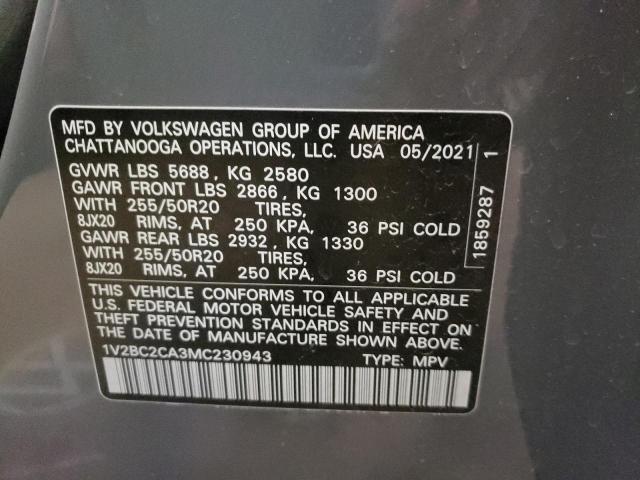 MFD BY VOLKSWAGEN GROUP OF AMERICA
CHATTANOOGA OPERATIONS, LLC. USA 05/2021
GVWR LBS 5688, KG 2580
GAWR FRONT LBS 2866, KG 1300
WITH 255/50R20 TIRES,
8JX20 RIMS, AT 250 KPA, 36 PSI COLD
GAWR REAR LBS 2932, KG 1330
WITH 255/50R20 TIRES,
8JX20 RIMS, AT 250 KPA, 36 PSI COLD
THIS VEHICLE CONFORMS TO ALL APPLICABLE
U.S. FEDERAL MOTOR VEHICLE SAFETY AND
THEFT PREVENTION STANDARDS IN EFFECT ON
THE DATE OF MANUFACTURE SHOWN ABOVE.
1V2BC2CA3MC230943 TYPE: MPV
1859287 1